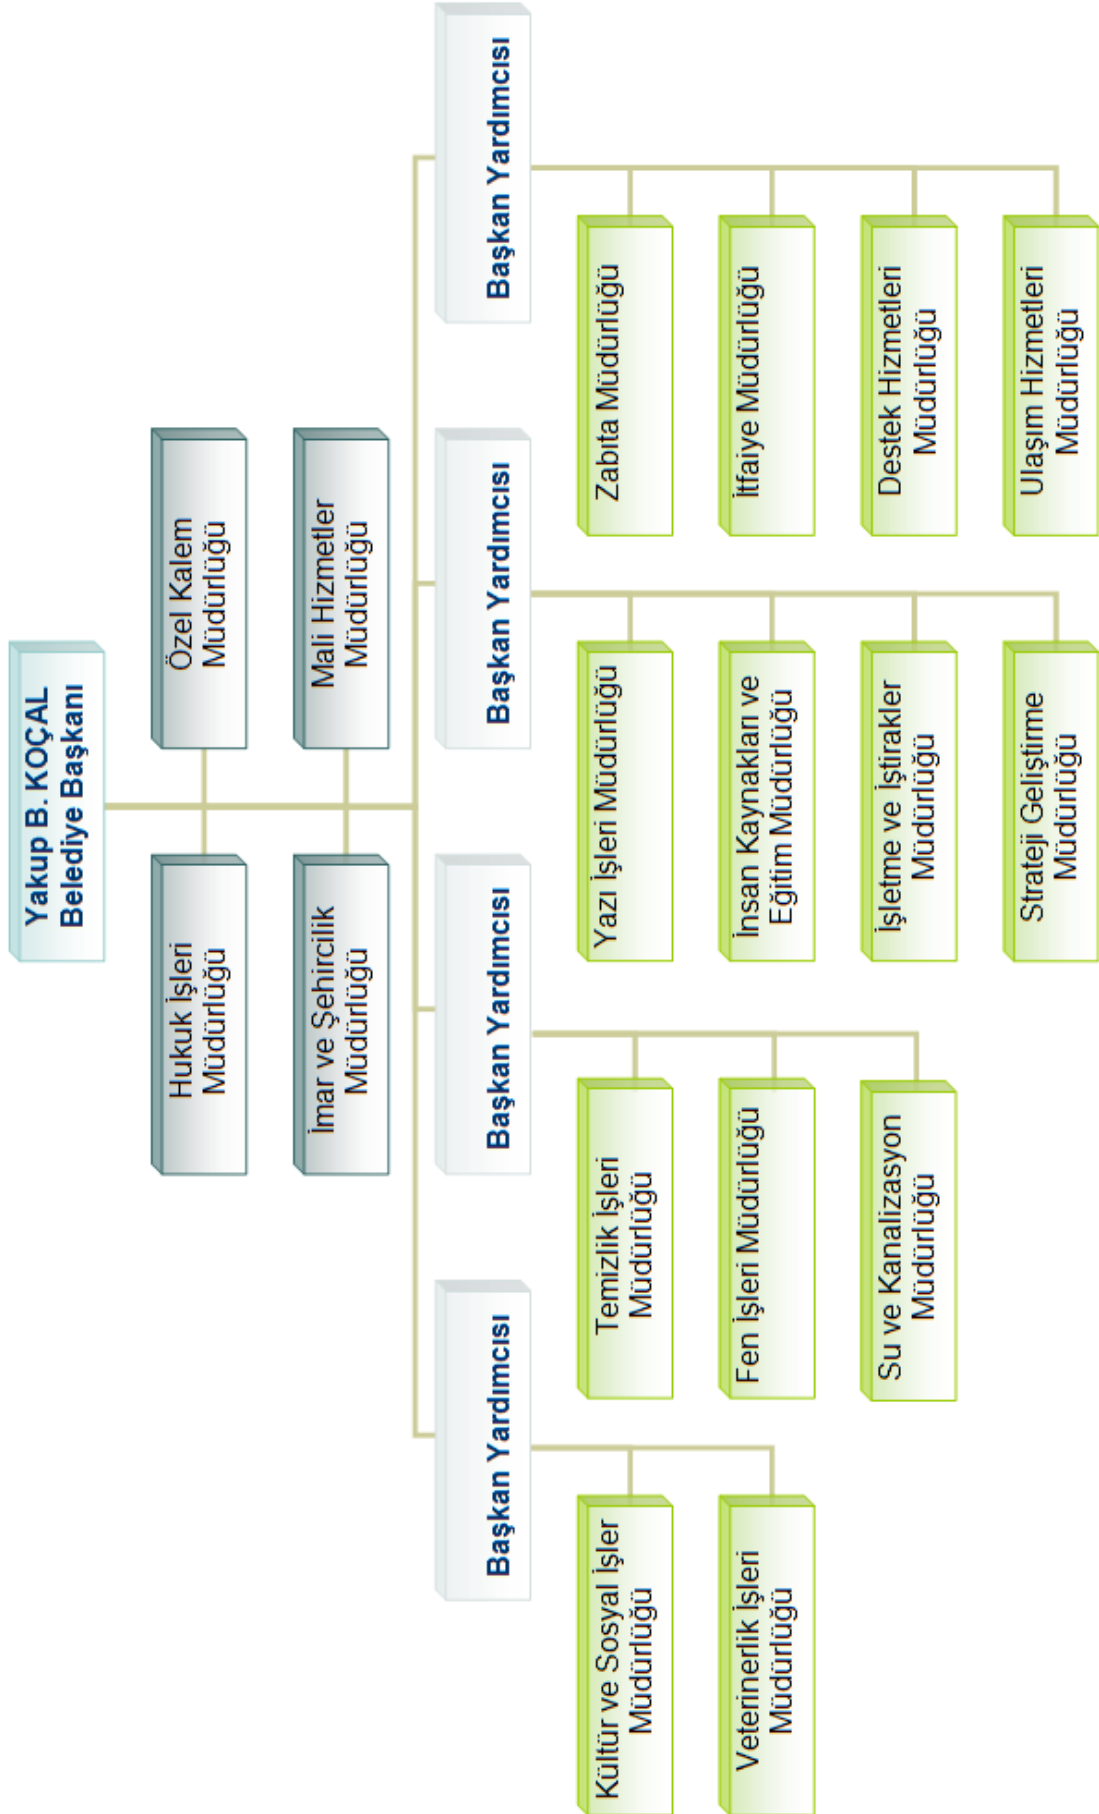 Yakup B. KOÇAL
Belediye Başkanı
Hukuk İşleri
Müdürlüğü
Özel Kalem
Müdürlüğü
İmar ve Şehircilik
Müdürlüğü
Mali Hizmetler
Müdürlüğü
Başkan Yardımcısı
Başkan Yardımcısı
Başkan Yardımcısı
Başkan Yardımcısı
Kültür ve Sosyal İşler
Müdürlüğü
Veterinerlik İşleri
Müdürlüğü
Temizlik İşleri
Müdürlüğü
Fen İşleri Müdürlüğü
Su ve Kanalizasyon
Müdürlüğü
Yazı İşleri Müdürlüğü
İnsan Kaynakları ve
Eğitim Müdürlüğü
İşletme ve İştirakler
Müdürlüğü
Strateji Geliştirme
Müdürlüğü
Zabıta Müdürlüğü
İtfaiye Müdürlüğü
Destek Hizmetleri
Müdürlüğü
Ulaşım Hizmetleri
Müdürlüğü